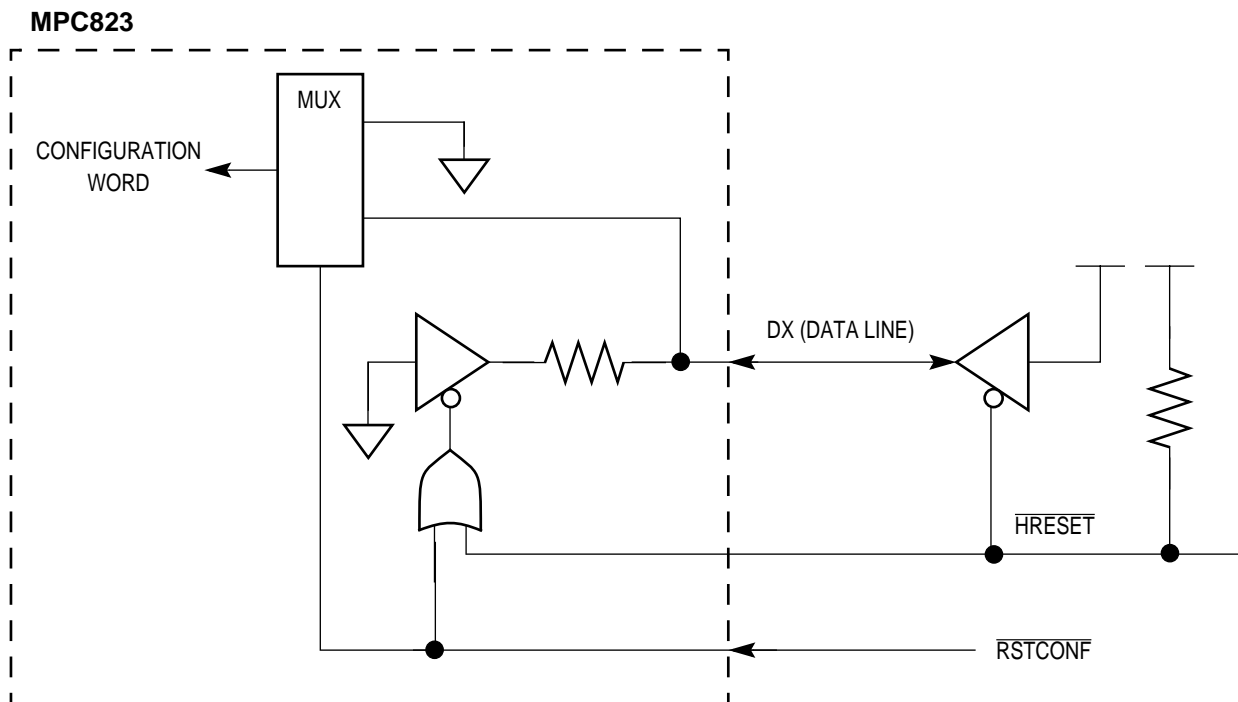 MPC823
MUX
CONFIGURATION
WORD
DX (DATA LINE)
HRESET
RSTCONF